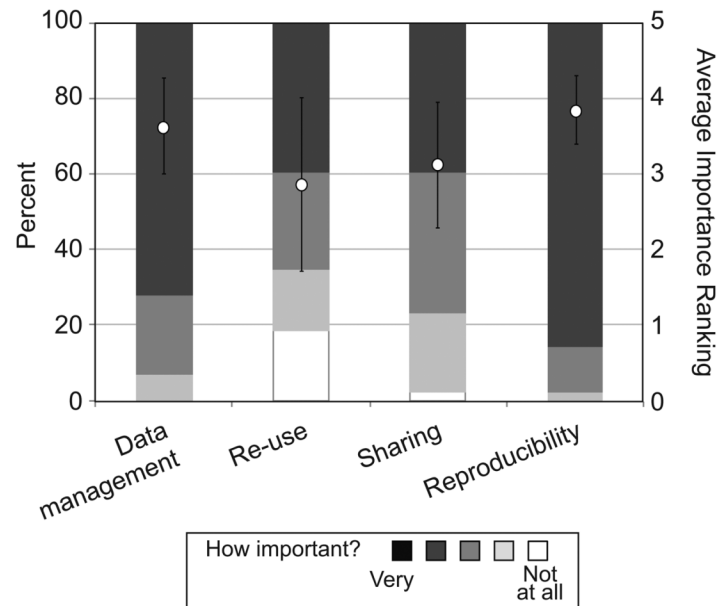 100
80
60
40
20
0
Percent
5
4
3
2
1
0
Average Importance Ranking
Data
management
Re-use
Sharing
Reproducibility
How important?
Very
Not
at all